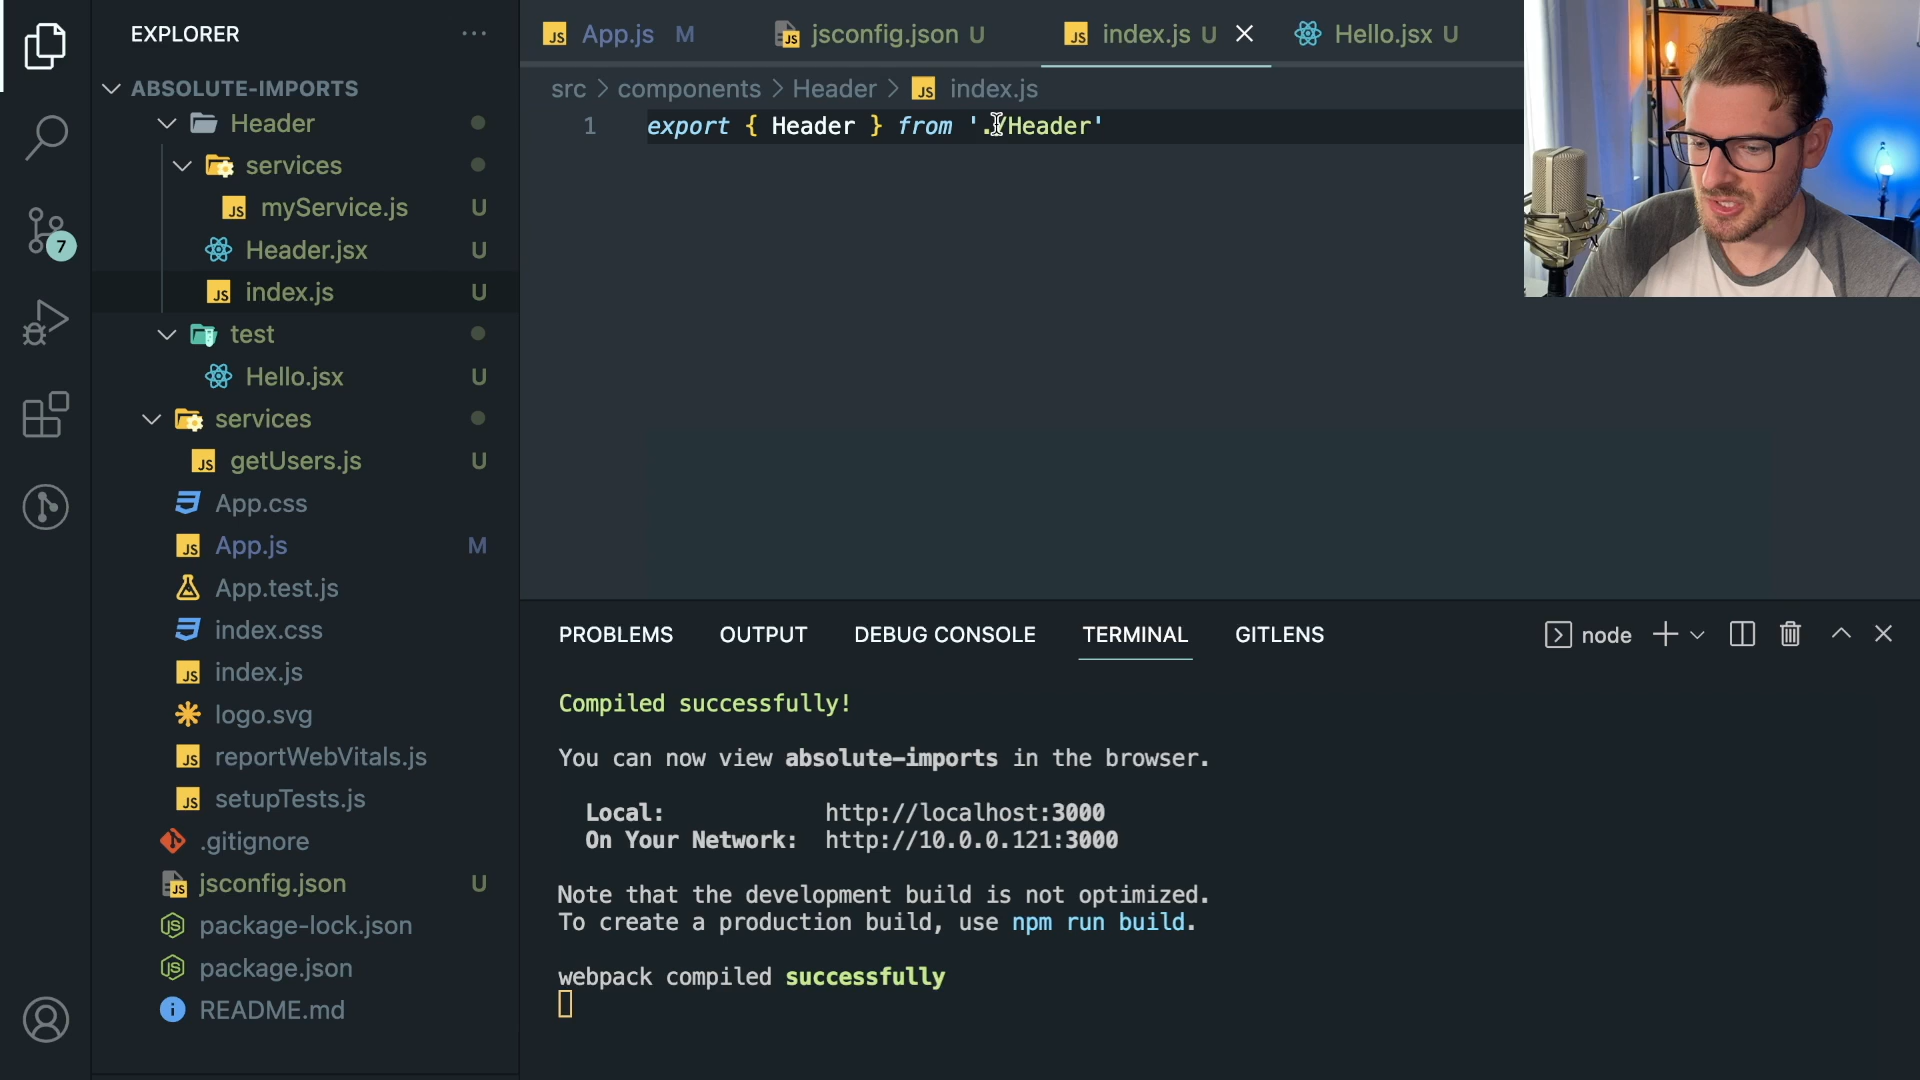 EXPLORER
ABSOLUTE-IMPORTS
Header
services
myService.js U
Header.jsx U
index.js U
test
Hello.jsx U
services
getUsers.js U
App.css
App.js M
App.test.js
index.css
index.js
logo.svg
reportWebVitals.js
setupTests.js
.gitignore
jsconfig.json U
package-lock.json
package.json
README.md
7
App.js M jsconfig.json U index.js U Hello.jsx U
src > components > Header > index.js
1 export { Header } from './Header'
PROBLEMS OUTPUT DEBUG CONSOLE TERMINAL GITLENS node
Compiled successfully!
You can now view absolute-imports in the browser.
Local: http://localhost:3000
On Your Network: http://10.0.0.121:3000
Note that the development build is not optimized.
To create a production build, use npm run build.
webpack compiled successfully